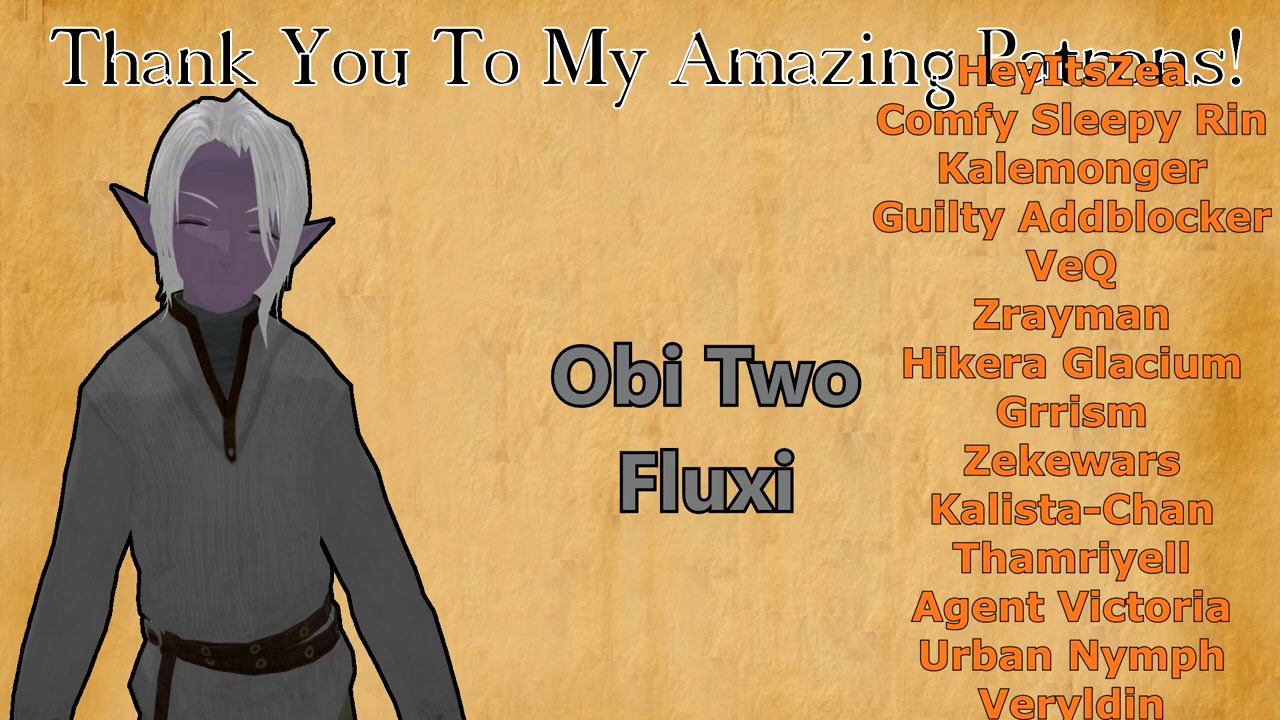 Thank You To My Amazing Patrons!
HeyItsZea
Comfy Sleepy Rin
Kalemonger
Guilty Addblocker
VeQ
Zrayman
Hikera Glacium
Grrism
Zekewars
Kalista-Chan
Thamriyell
Agent Victoria
Urban Nymph
Veryldin
Obi Two
Fluxi